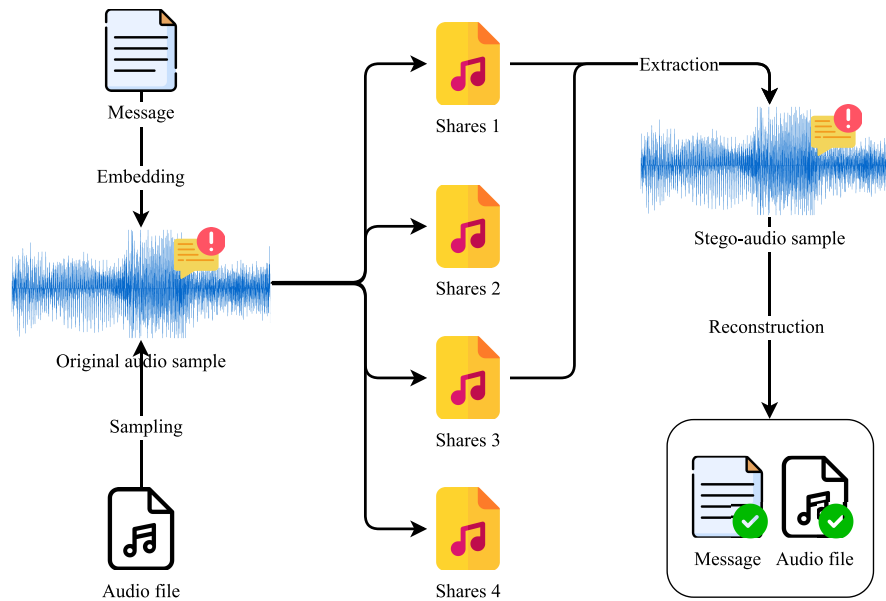 Message
Embedding
Original audio sample
Sampling
Audio file
Shares 1
Shares 2
Shares 3
Shares 4
Extraction
Stego-audio sample
Reconstruction
Message
Audio file